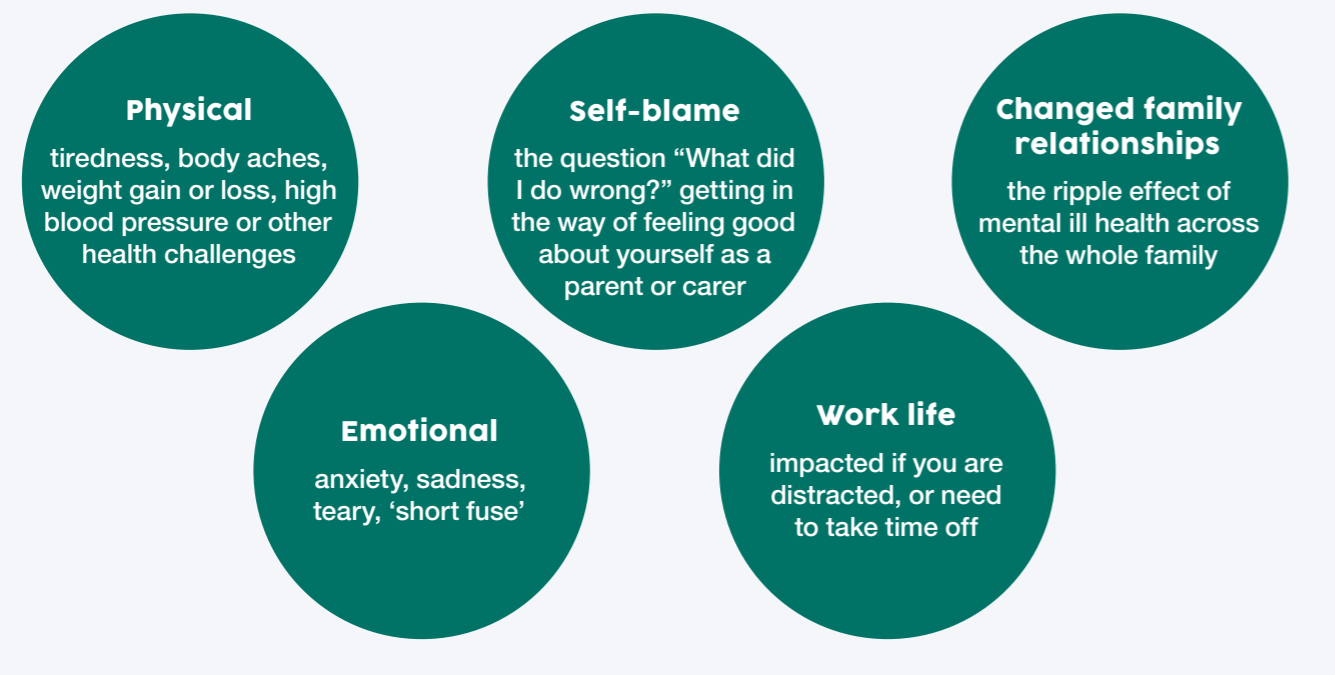 Physical
tiredness, body aches,
weight gain or loss, high
blood pressure or other
health challenges
Self-blame
the question “What did
I do wrong?” getting in
the way of feeling good
about yourself as a
parent or carer
Changed family
relationships
the ripple effect of
mental ill health across
the whole family
Emotional
anxiety, sadness,
teary, ‘short fuse’
Work life
impacted if you are
distracted, or need
to take time off